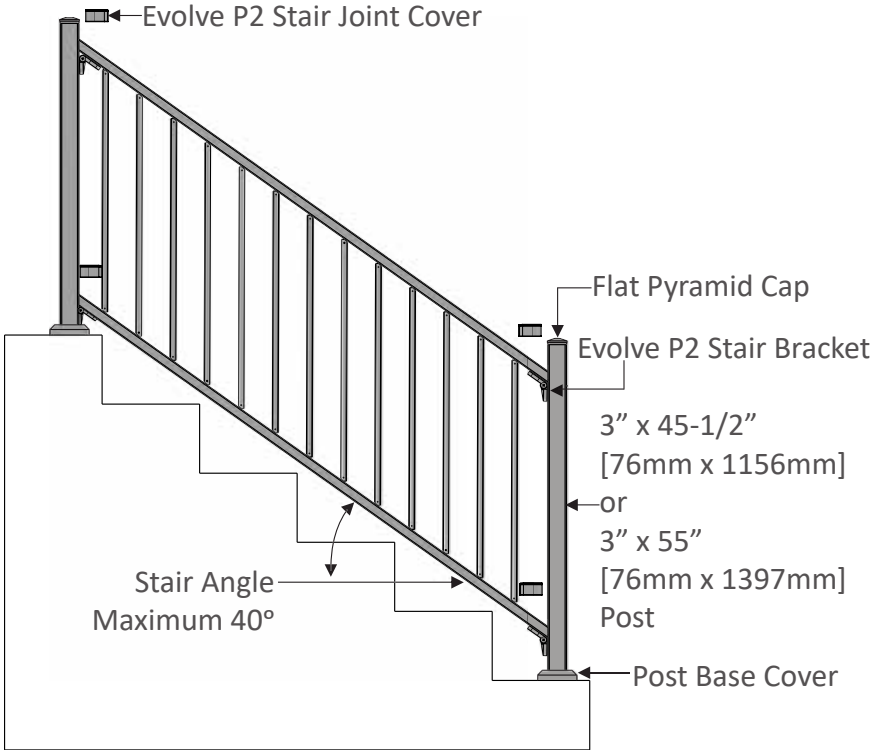 Evolve P2 Stair Joint Cover
Flat Pyramid Cap
Evolve P2 Stair Bracket
3” x 45-1/2”
[76mm x 1156mm]
or
3” x 55”
[76mm x 1397mm]
Post
Stair Angle
Maximum 40º
Post Base Cover